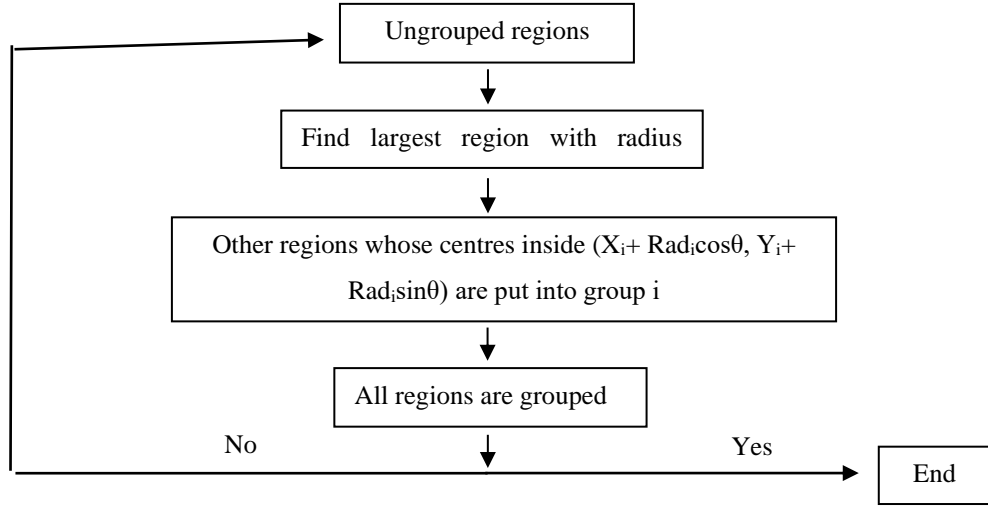 Ungrouped regions
Find largest region with radius
Other regions whose centres inside (Xᵢ+ Radᵢcosθ, Yᵢ+
Radᵢsinθ) are put into group i
All regions are grouped
No
Yes
End